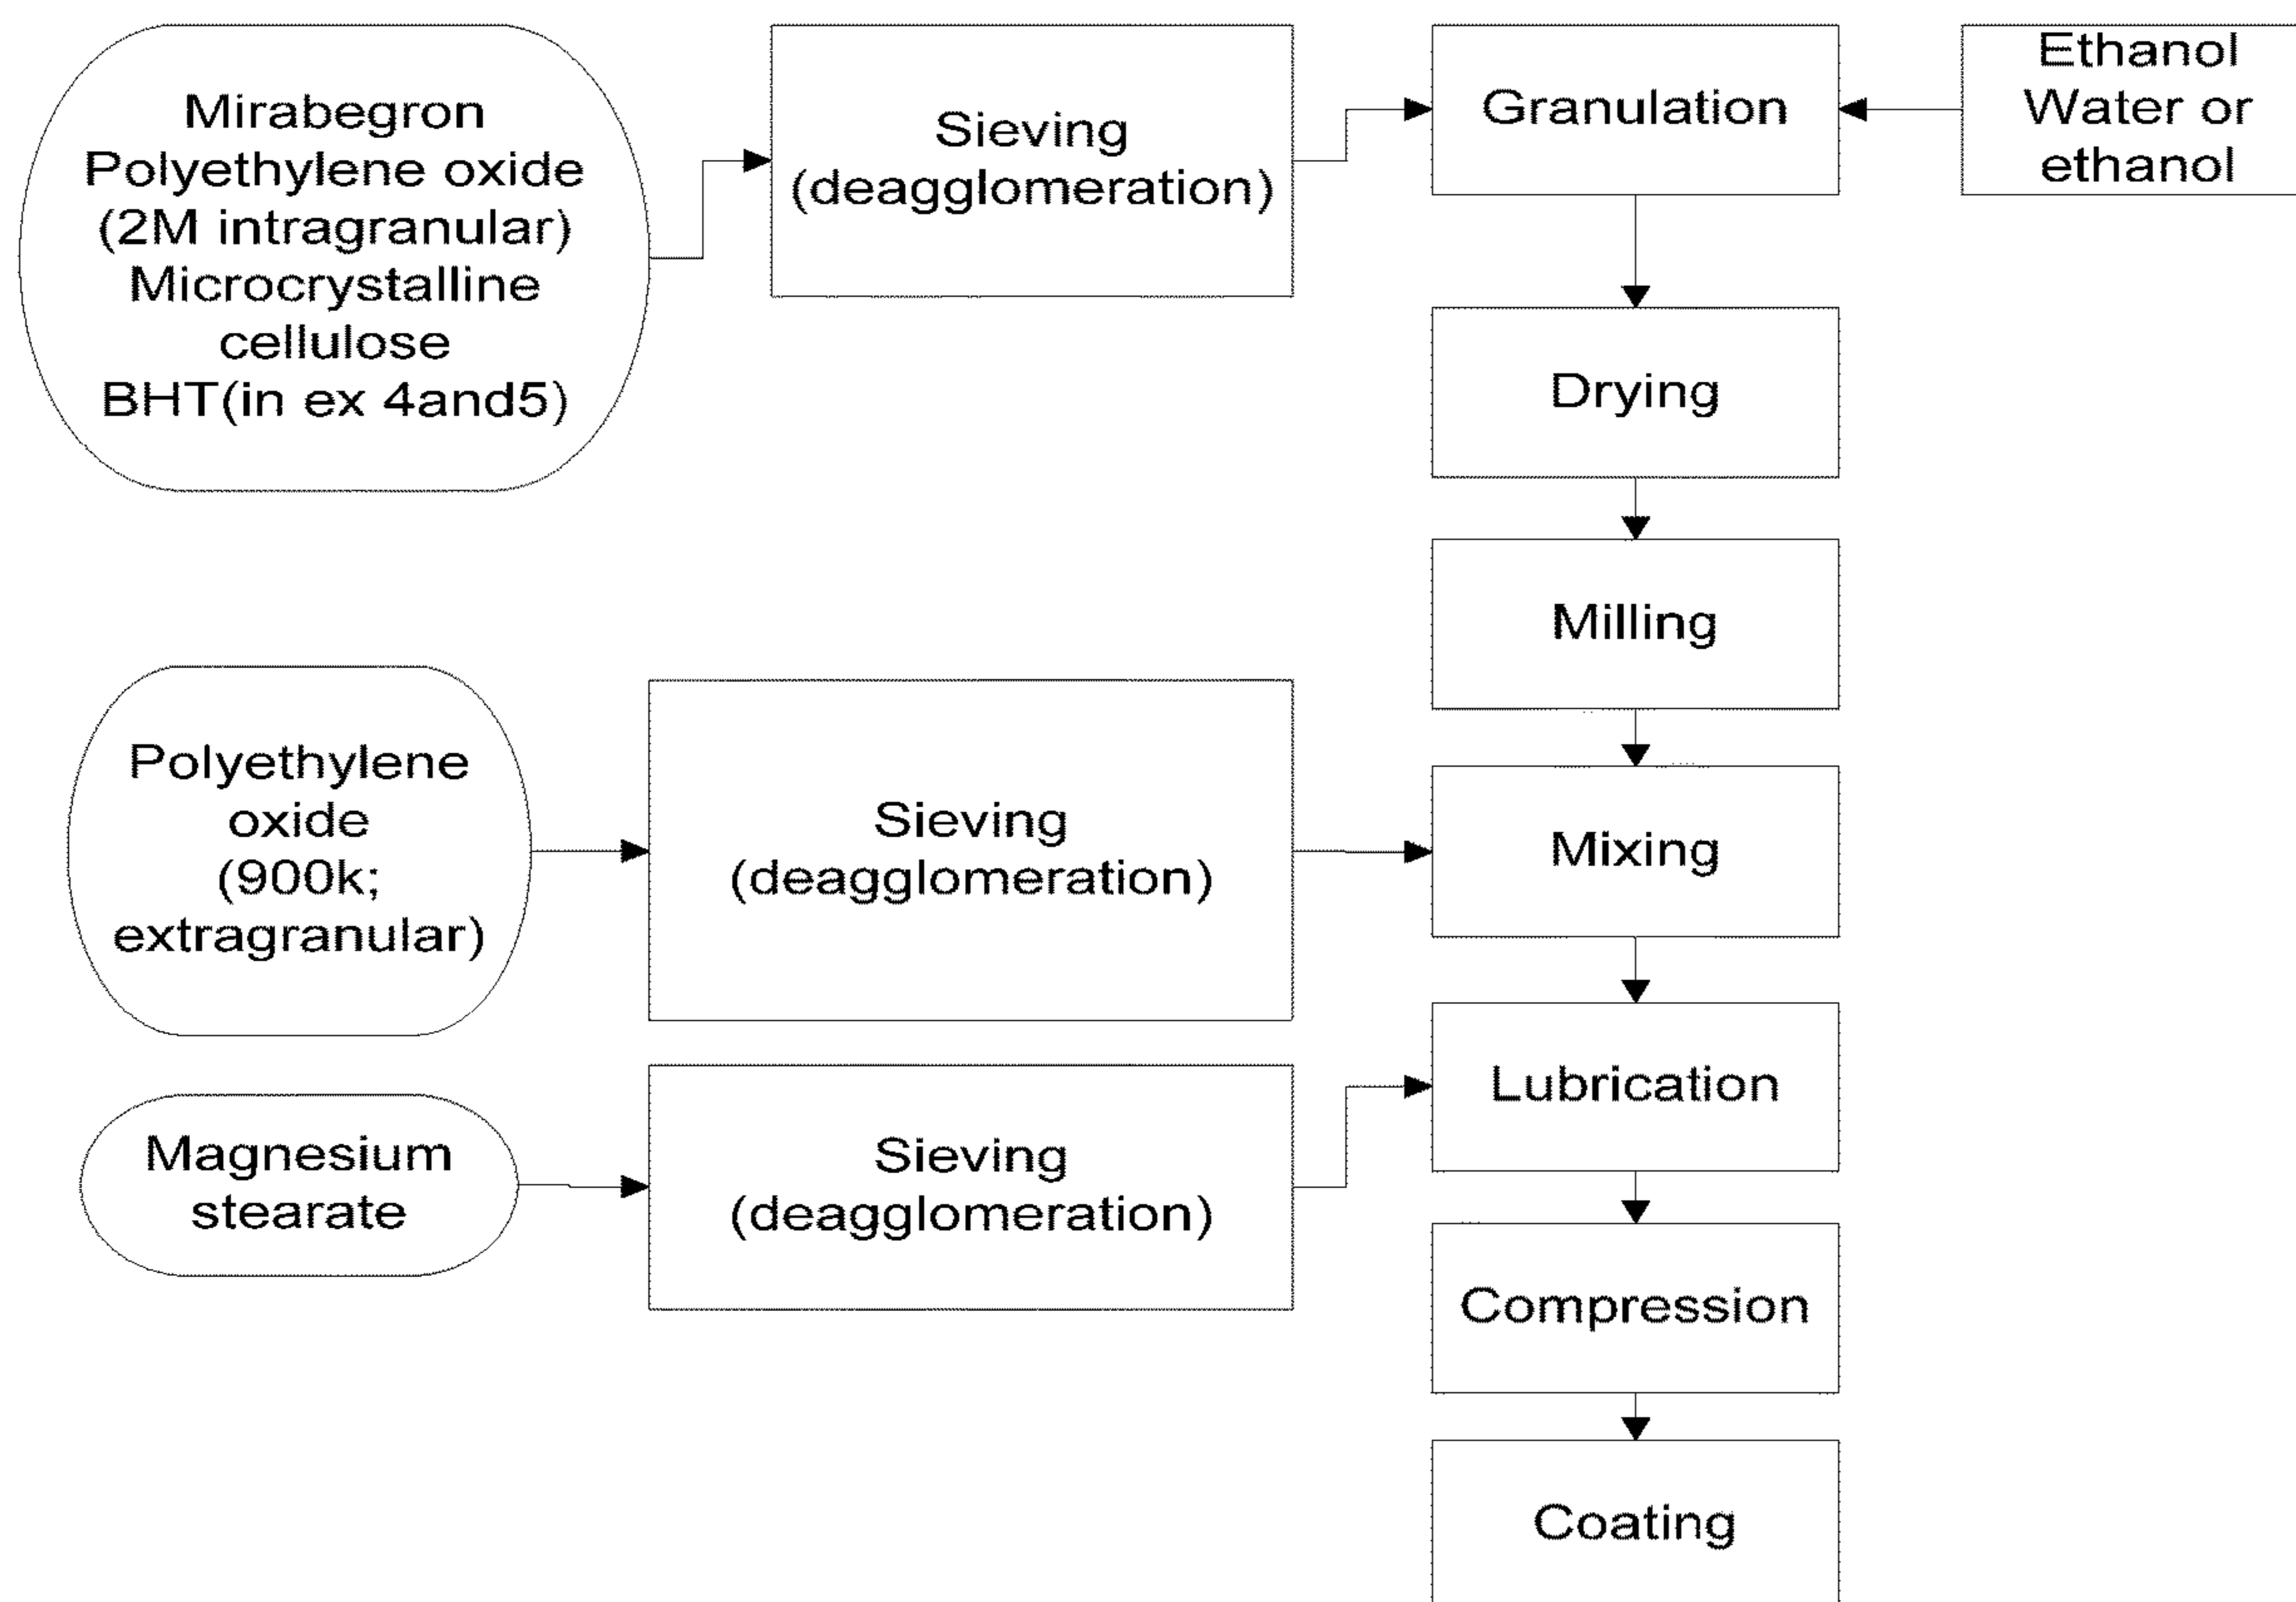 Mirabegron
Polyethylene oxide
(2M intragranular)
Microcrystalline
cellulose
BHT(in ex 4and5)
Sieving
(deagglomeration)
Granulation
Ethanol
Water or
ethanol
Drying
Milling
Polyethylene
oxide
(900k;
extragranular)
Sieving
(deagglomeration)
Mixing
Magnesium
stearate
Sieving
(deagglomeration)
Lubrication
Compression
Coating